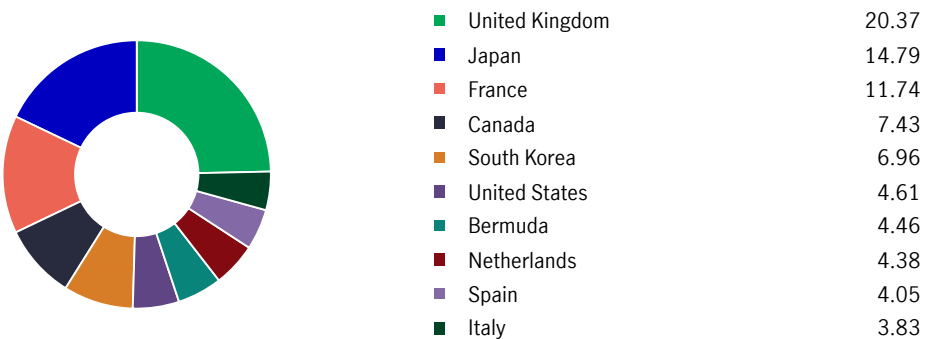 United Kingdom 20.37
Japan 14.79
France 11.74
Canada 7.43
South Korea 6.96
United States 4.61
Bermuda 4.46
Netherlands 4.38
Spain 4.05
Italy 3.83